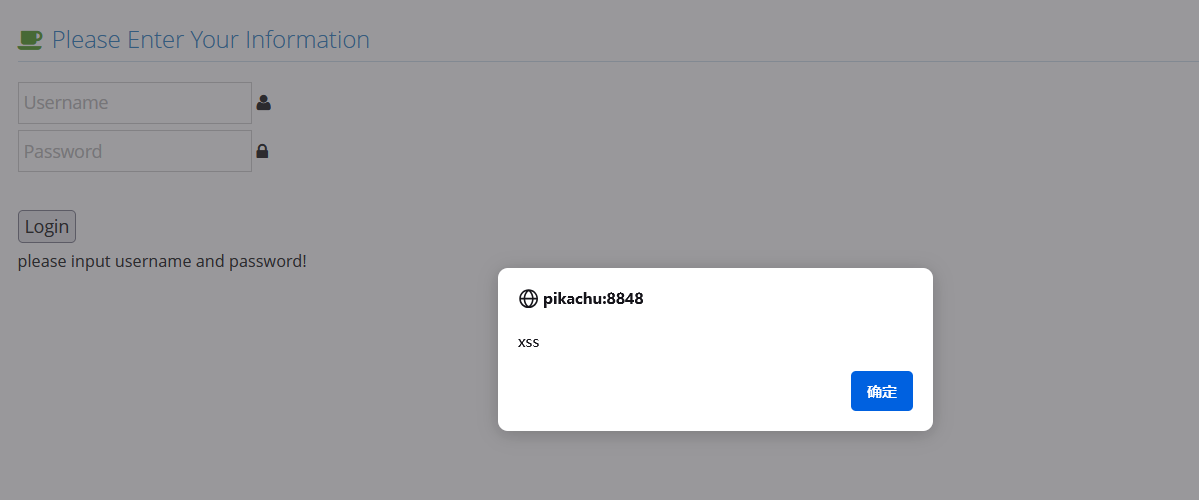 Please Enter Your Information
Username
Password
Login
please input username and password!
pikachu:8848
xss
确定